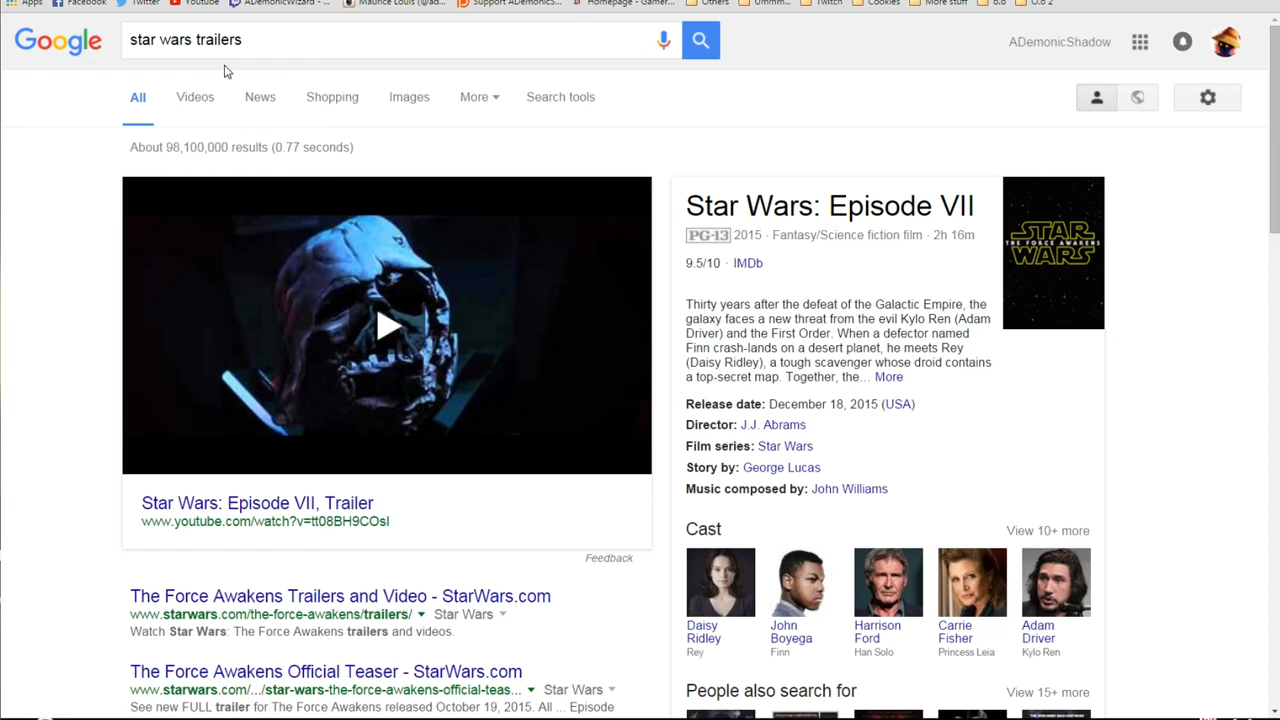 Apps Facebook Twitter Youtube ADemonicWizard - ... Maurice Louis (@ad... Support ADemonicS... Homepage - Gamer... Others Ummm... Twitch Cookies More stuff o.o O.o 2
Google star wars trailers ADemonicShadow
All Videos News Shopping Images More Search tools
About 98,100,000 results (0.77 seconds)
Star Wars: Episode VII
PG-13 2015 · Fantasy/Science fiction film · 2h 16m
9.5/10 · IMDb
STAR
THE FORCE AWAKENS
WARS
Thirty years after the defeat of the Galactic Empire, the
galaxy faces a new threat from the evil Kylo Ren (Adam
Driver) and the First Order. When a defector named
Finn crash-lands on a desert planet, he meets Rey
(Daisy Ridley), a tough scavenger whose droid contains
a top-secret map. Together, the... More
Release date: December 18, 2015 (USA)
Director: J.J. Abrams
Film series: Star Wars
Story by: George Lucas
Music composed by: John Williams
Cast View 10+ more
Daisy Ridley
Rey
John Boyega
Finn
Harrison Ford
Han Solo
Carrie Fisher
Princess Leia
Adam Driver
Kylo Ren
People also search for View 15+ more
Star Wars: Episode VII, Trailer
www.youtube.com/watch?v=tt08BH9COsI
Feedback
The Force Awakens Trailers and Video - StarWars.com
www.starwars.com/the-force-awakens/trailers/ Star Wars
Watch Star Wars: The Force Awakens trailers and videos.
The Force Awakens Official Teaser - StarWars.com
www.starwars.com/.../star-wars-the-force-awakens-official-teas... Star Wars
See new FULL trailer for The Force Awakens released October 19, 2015. All ... Episode